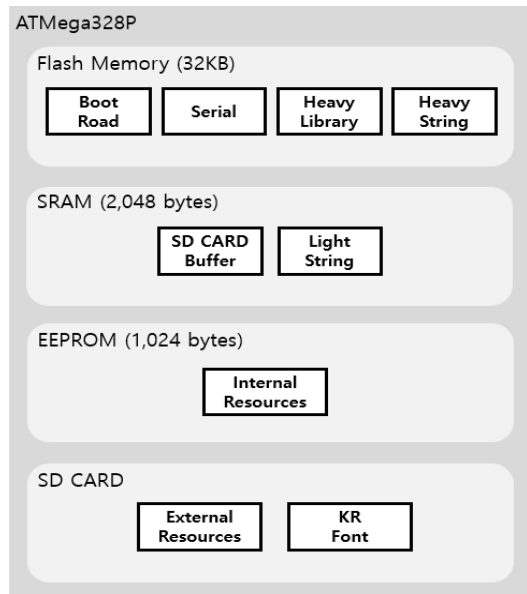 ATMega328P
Flash Memory (32KB)
Boot
Road
Serial
Heavy
Library
Heavy
String
SRAM (2,048 bytes)
SD CARD
Buffer
Light
String
EEPROM (1,024 bytes)
Internal
Resources
SD CARD
External
Resources
KR
Font